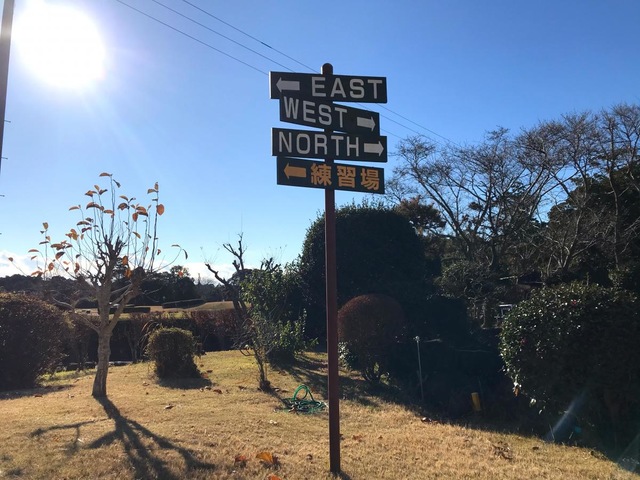 ← EAST
WEST →
NORTH →
← 練習場